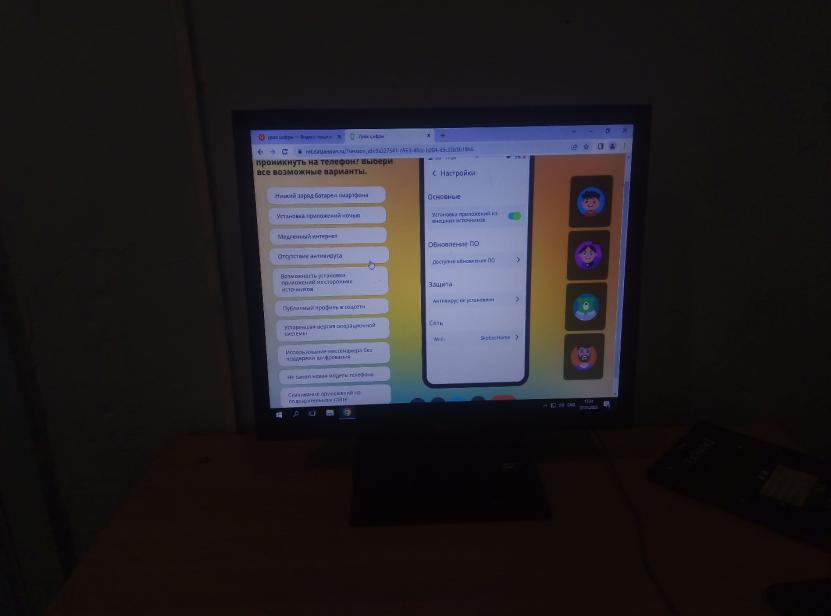 Урок цифры
проникнуть на телефон? Выбери
все возможные варианты.
Низкий заряд батареи смартфона
Установка приложений ночью
Медленный интернет
Отсутствие антивируса
Возможность установки
приложений из сторонних
источников
Публичный профиль в соцсети
Устаревшая версия операционной
системы
Использование мессенджера без
поддержки шифрования
Не самая новая модель телефона
Скачивание приложений на
подозрительном сайте
Настройки
Основные
Установка приложений из
внешних источников
Обновление ПО
Доступно обновление ПО
Защита
Антивирус не установлен
Сеть
Wi-Fi